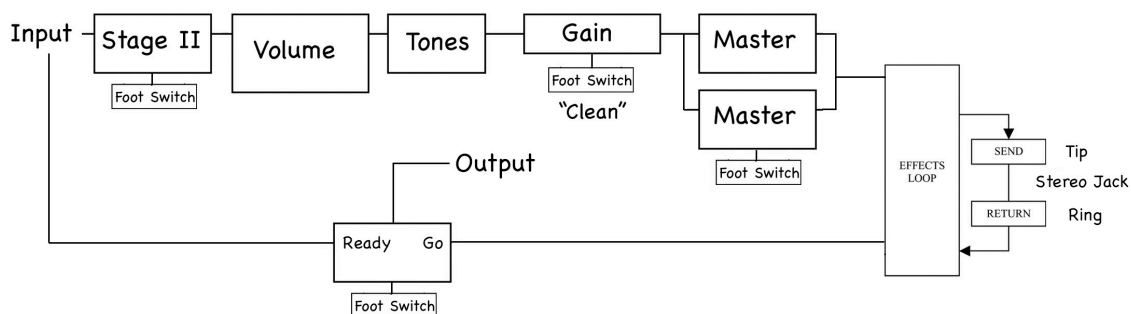 Input
Stage II
Foot Switch
Volume
Tones
Gain
Foot Switch
“Clean”
Master
Master
Foot Switch
EFFECTS
LOOP
SEND
Tip
Stereo Jack
RETURN
Ring
Output
Ready Go
Foot Switch